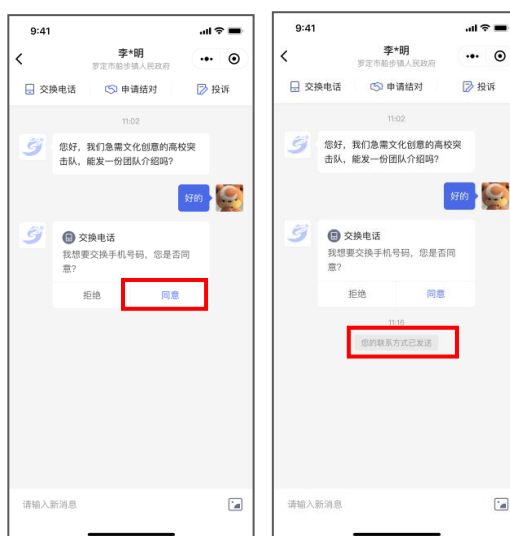 9:41
李*明
罗定市船步镇人民政府
交换电话
申请结对
投诉
11:02
您好，我们急需文化创意的高校突
击队，能发一份团队介绍吗？
好的
交换电话
我想要交换手机号码，您是否同
意？
拒绝
同意
请输入新消息
9:41
李*明
罗定市船步镇人民政府
交换电话
申请结对
投诉
11:02
您好，我们急需文化创意的高校突
击队，能发一份团队介绍吗？
好的
交换电话
我想要交换手机号码，您是否同
意？
拒绝
同意
11:10
您的联系方式已发送
请输入新消息